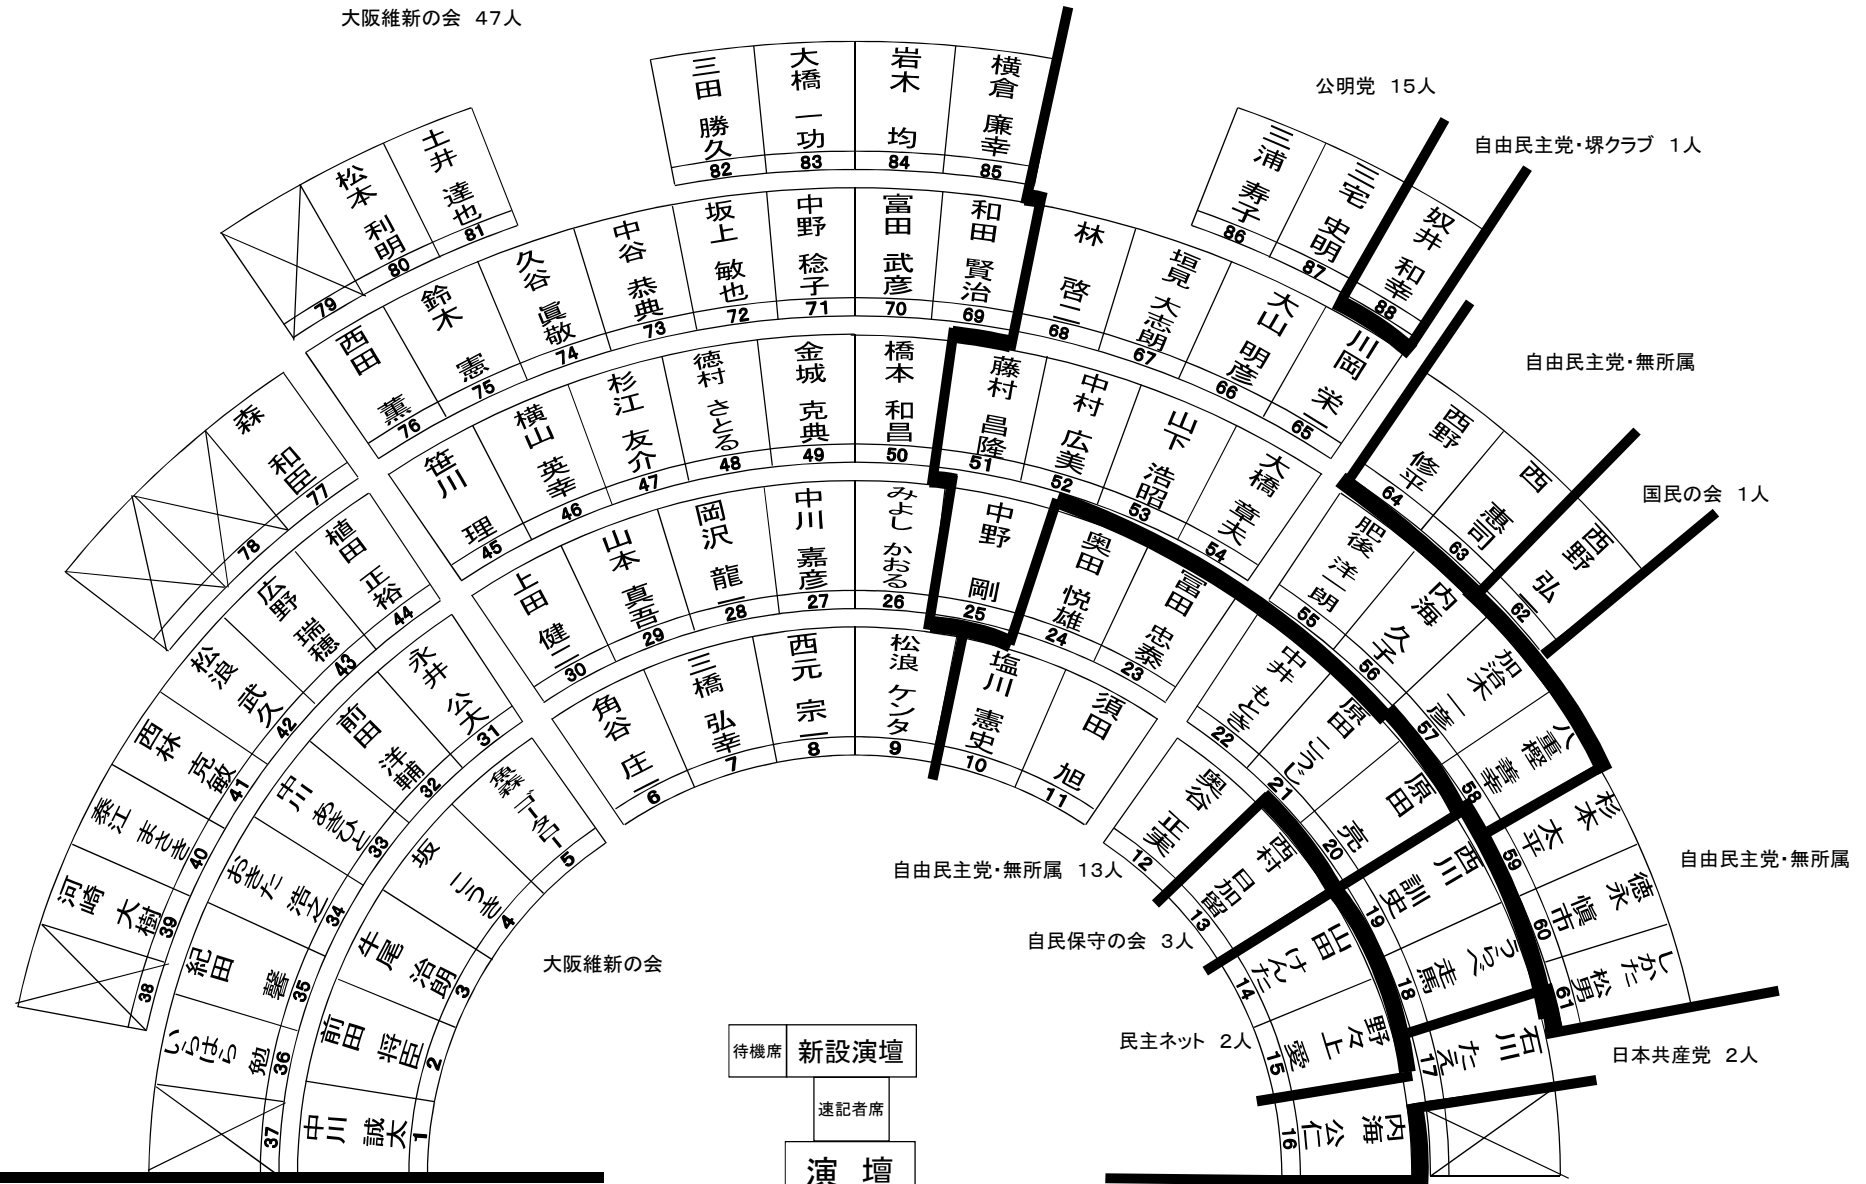 大阪維新の会 47人
公明党 15人
自由民主党・堺クラブ 1人
自由民主党・無所属
国民の会 1人
自由民主党・無所属
日本共産党 2人
自由民主党・無所属 13人
自民保守の会 3人
民主ネット 2人
大阪維新の会
三田 勝久 82
大橋 一功 83
岩木 均 84
横倉 廉幸 85
三浦 寿子 86
三宅 史明 87
奴井 和幸 88
79
松本 利明 80
土井 達也 81
78
森 和臣 77
西田 薫 76
鈴木 憲 75
久谷 眞敬 74
中谷 恭典 73
坂上 敏也 72
中野 稔子 71
富田 武彦 70
和田 賢治 69
林 啓二 68
垣見 大志朗 67
大山 明彦 66
川岡 栄一 65
西野 修平 64
西 惠司 63
西野 弘一 62
38
河崎 大樹 39
秦江 まさき 40
西林 克敏 41
松浪 武久 42
広野 瑞穂 43
植田 正裕 44
笹川 理 45
横山 英幸 46
杉江 友介 47
徳村 さとる 48
金城 克典 49
橋本 和昌 50
藤村 昌隆 51
中村 広美 52
山下 浩昭 53
大橋 章夫 54
肥後 洋一朗 55
内海 久子 56
加治木 一彦 57
八重樫 善幸 58
杉本 太平 59
徳永 愼市 60
しかた 松男 61
37
いらはら 勉 36
紀田 馨 35
おきた 浩之 34
中川 あきひと 33
前田 洋輔 32
永井 公大 31
上田 健二 30
山本 真吾 29
岡沢 龍一 28
中川 嘉彦 27
みよし かおる 26
中野 剛 25
奥田 悦雄 24
富田 忠泰 23
中井 もとき 22
原田 こうじ 21
原田 亮 20
西川 訓史 19
うらべ 走馬 18
石川 たえ 17
中川 誠太 1
前田 将臣 2
牛尾 治朗 3
坂 こうき 4
魚森 ゴータロー 5
角谷 庄一 6
三橋 弘幸 7
西元 宗一 8
松浪 ケンタ 9
塩川 憲史 10
須田 旭 11
奥谷 正実 12
西村 日加留 13
山田 けんた 14
野々上 愛 15
内海 公仁 16
待機席 新設演壇
速記者席
演 壇